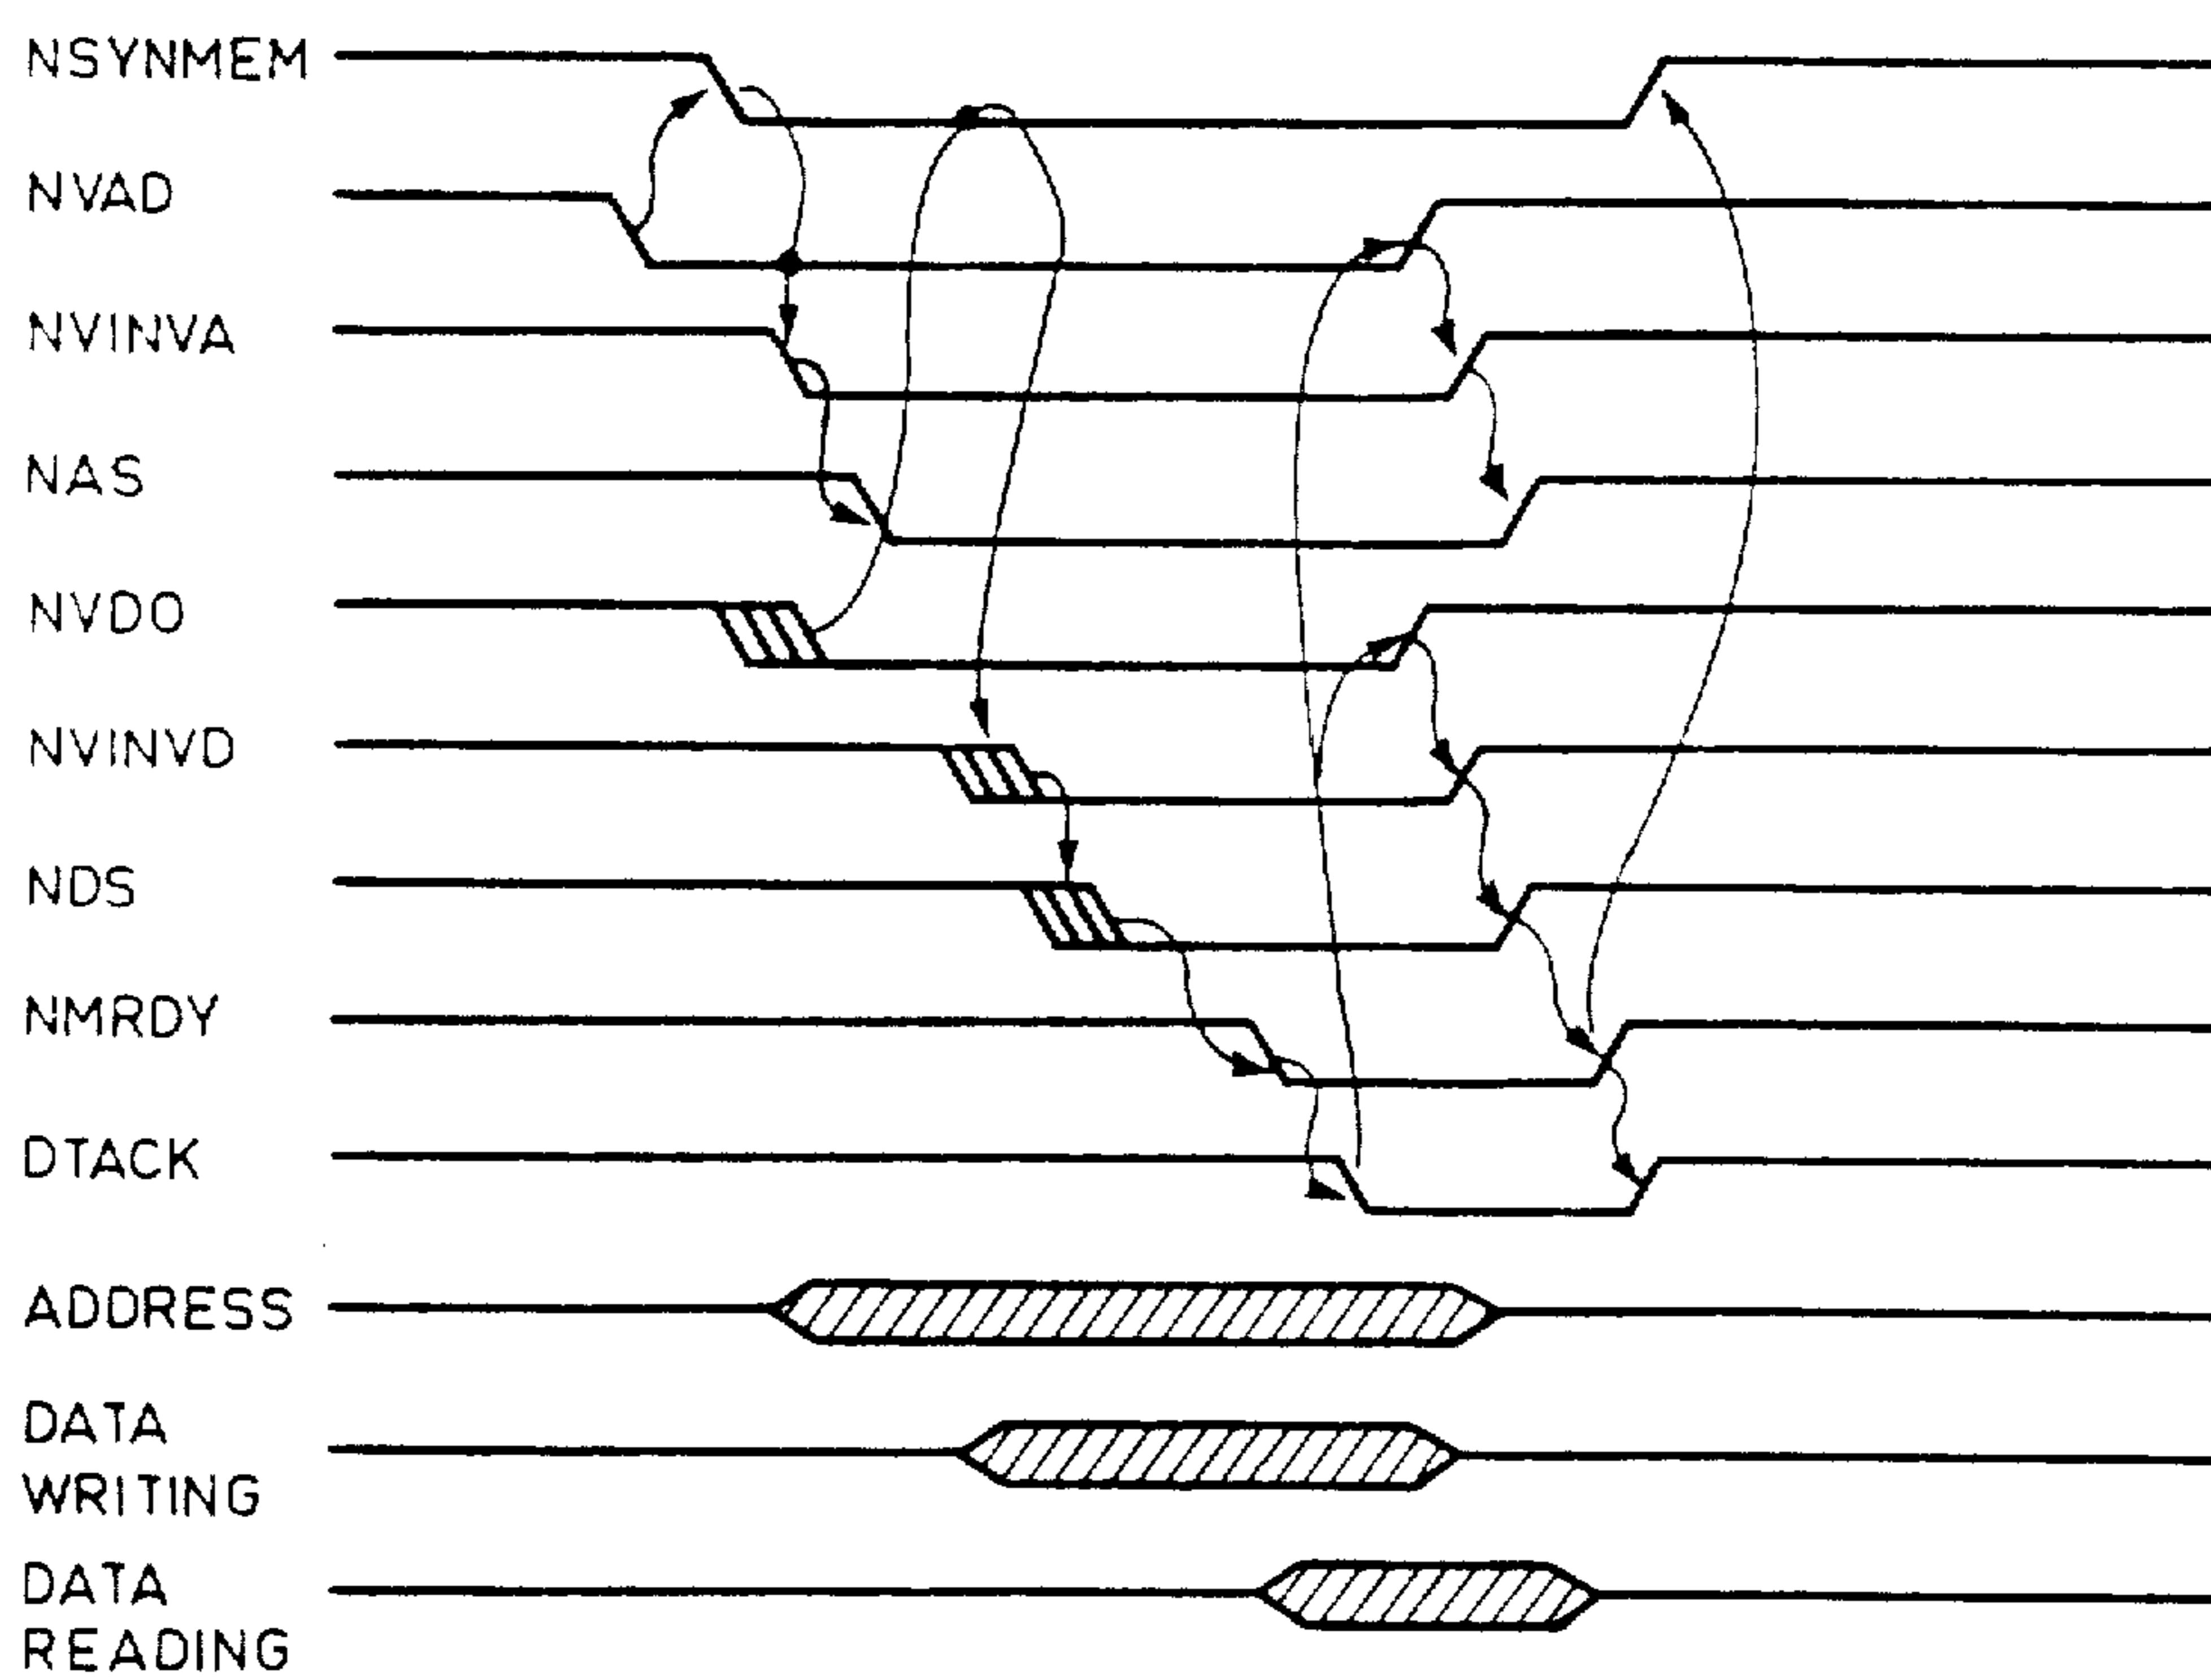 NSYNMEM
NVAD
NVINVA
NAS
NVDO
NVINVD
NDS
NMRDY
DTACK
ADDRESS
DATA
WRITING
DATA
READING